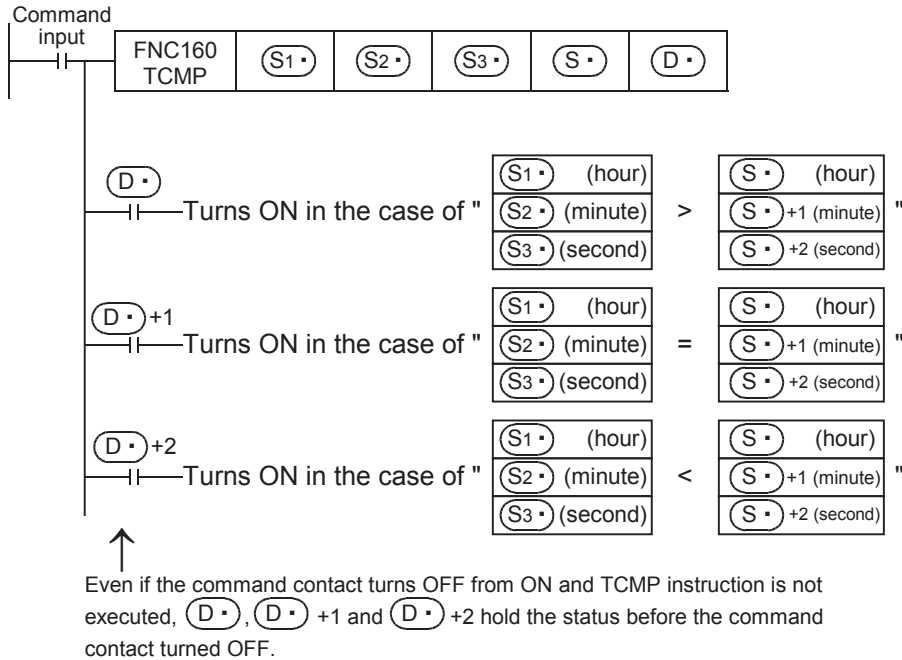 Command
input
FNC160
TCMP
S1・ S2・ S3・ S・ D・
D・
Turns ON in the case of "
S1・ (hour)
S2・ (minute)
S3・ (second)
>
S・ (hour)
S・ +1 (minute)
S・ +2 (second)
"
D・ +1
Turns ON in the case of "
S1・ (hour)
S2・ (minute)
S3・ (second)
=
S・ (hour)
S・ +1 (minute)
S・ +2 (second)
"
D・ +2
Turns ON in the case of "
S1・ (hour)
S2・ (minute)
S3・ (second)
<
S・ (hour)
S・ +1 (minute)
S・ +2 (second)
"
Even if the command contact turns OFF from ON and TCMP instruction is not
executed, D・ , D・ +1 and D・ +2 hold the status before the command
contact turned OFF.